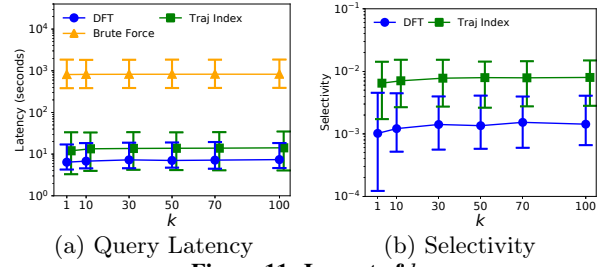 DFT
Traj Index
Brute Force
Latency (seconds)
10⁴
10³
10²
10¹
10⁰
1 10 30 50 70 100
k
(a) Query Latency
DFT
Traj Index
Selectivity
10⁻¹
10⁻²
10⁻³
10⁻⁴
1 10 30 50 70 100
k
(b) Selectivity